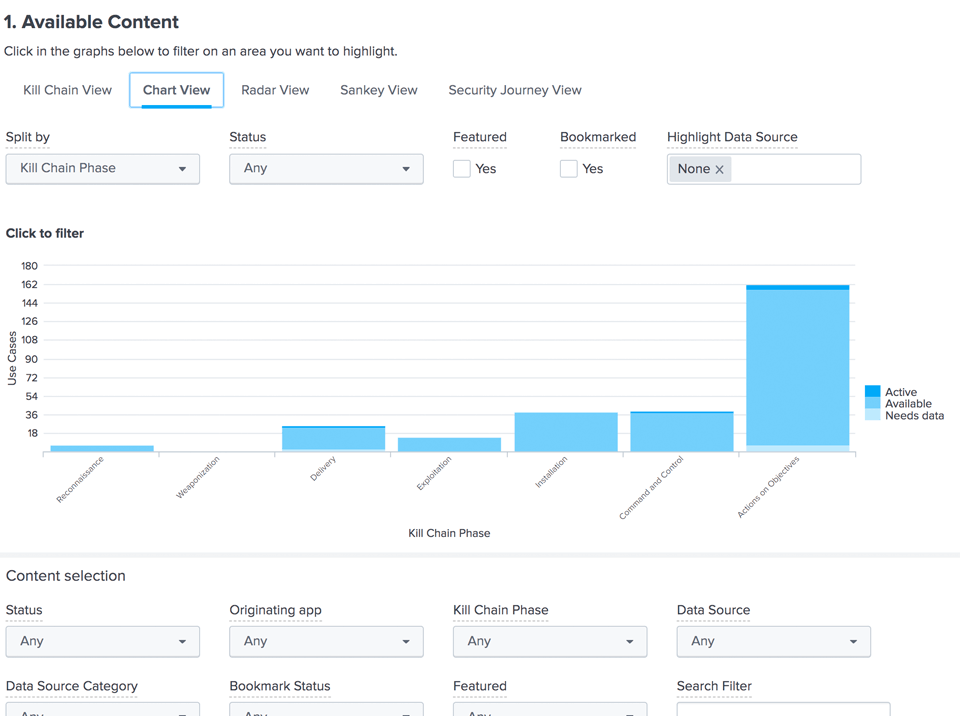 1. Available Content
Click in the graphs below to filter on an area you want to highlight.
Kill Chain View Chart View Radar View Sankey View Security Journey View
Split by Status Featured Bookmarked Highlight Data Source
Kill Chain Phase Any Yes Yes None ×
Click to filter
180
162
144
126
108
90
72
54
36
18
Use Cases
Active
Available
Needs data
Reconnaissance Weaponization Delivery Exploitation Installation Command and Control Actions on Objectives
Kill Chain Phase
Content selection
Status Originating app Kill Chain Phase Data Source
Any Any Any Any
Data Source Category Bookmark Status Featured Search Filter
Any Any Any